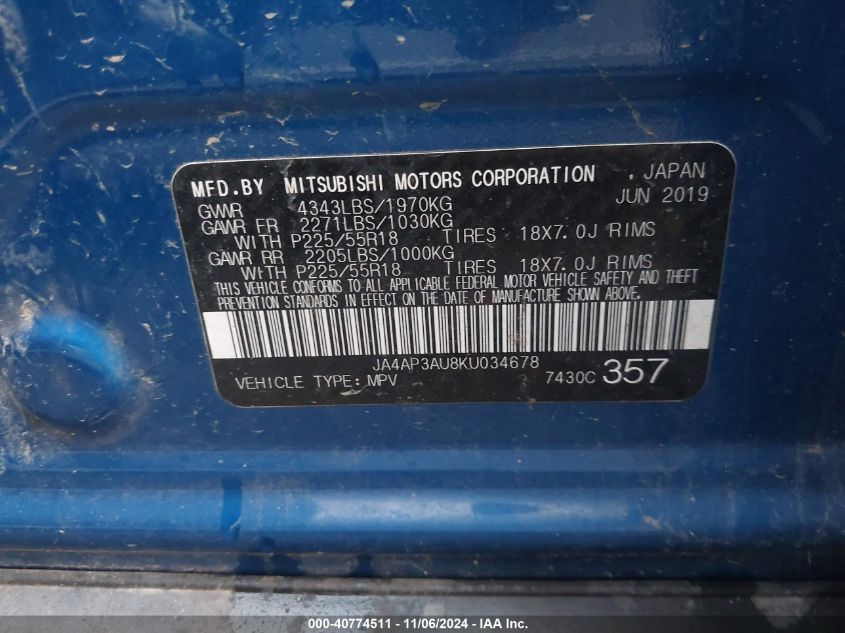 MFD.BY MITSUBISHI MOTORS CORPORATION , JAPAN
JUN 2019
GVWR 4343LBS/1970KG
GAWR FR 2271LBS/1030KG
WITH P225/55R18 TIRES 18X7.0J RIMS
GAWR RR 2205LBS/1000KG
WITH P225/55R18 TIRES 18X7.0J RIMS
THIS VEHICLE CONFORMS TO ALL APPLICABLE FEDERAL MOTOR VEHICLE SAFETY AND THEFT
PREVENTION STANDARDS IN EFFECT ON THE DATE OF MANUFACTURE SHOWN ABOVE.
JA4AP3AU8KU034678
VEHICLE TYPE: MPV 7430C 357
000-40774511 - 11/06/2024 - IAAI.com